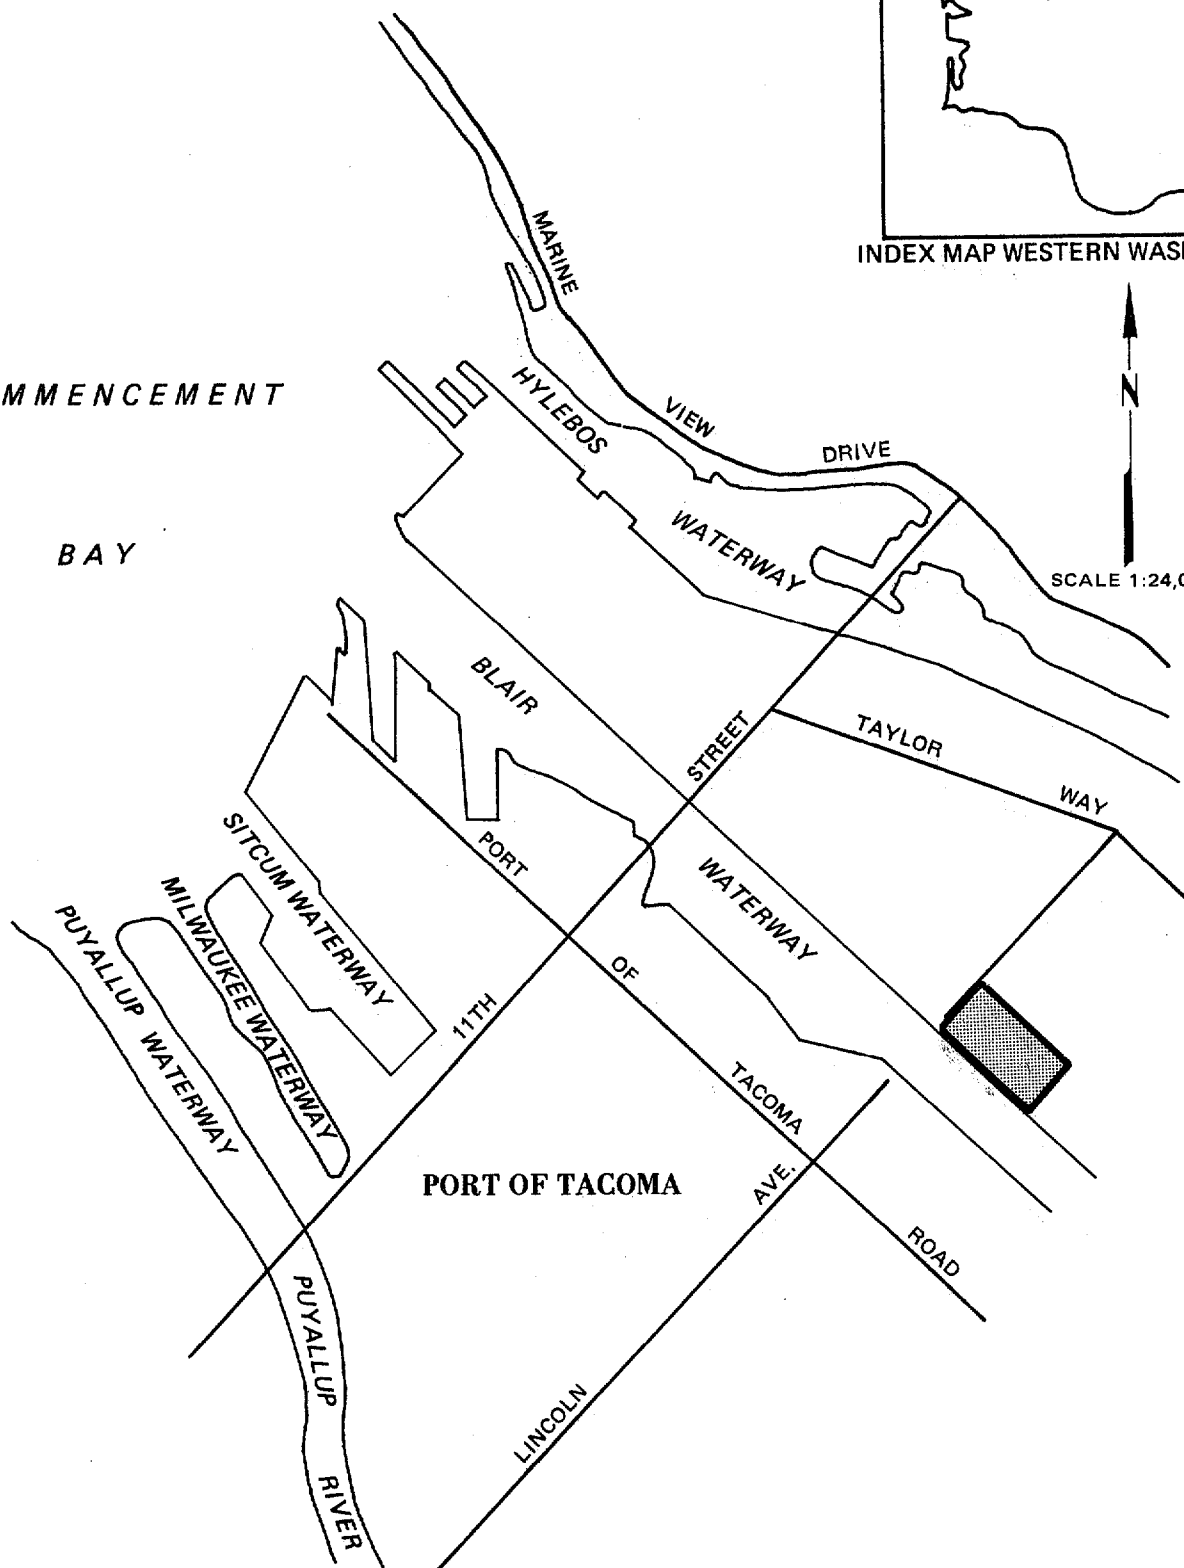 INDEX MAP WESTERN WASH
MMENCEMENT
BAY
N
SCALE 1:24,0
MARINE
VIEW
DRIVE
HYLEBOS
WATERWAY
BLAIR
WATERWAY
STREET
11TH
TAYLOR
WAY
PORT
OF
TACOMA
ROAD
SITCUM WATERWAY
MILWAUKEE WATERWAY
PUYALLUP WATERWAY
PORT OF TACOMA
LINCOLN
AVE.
PUYALLUP
RIVER